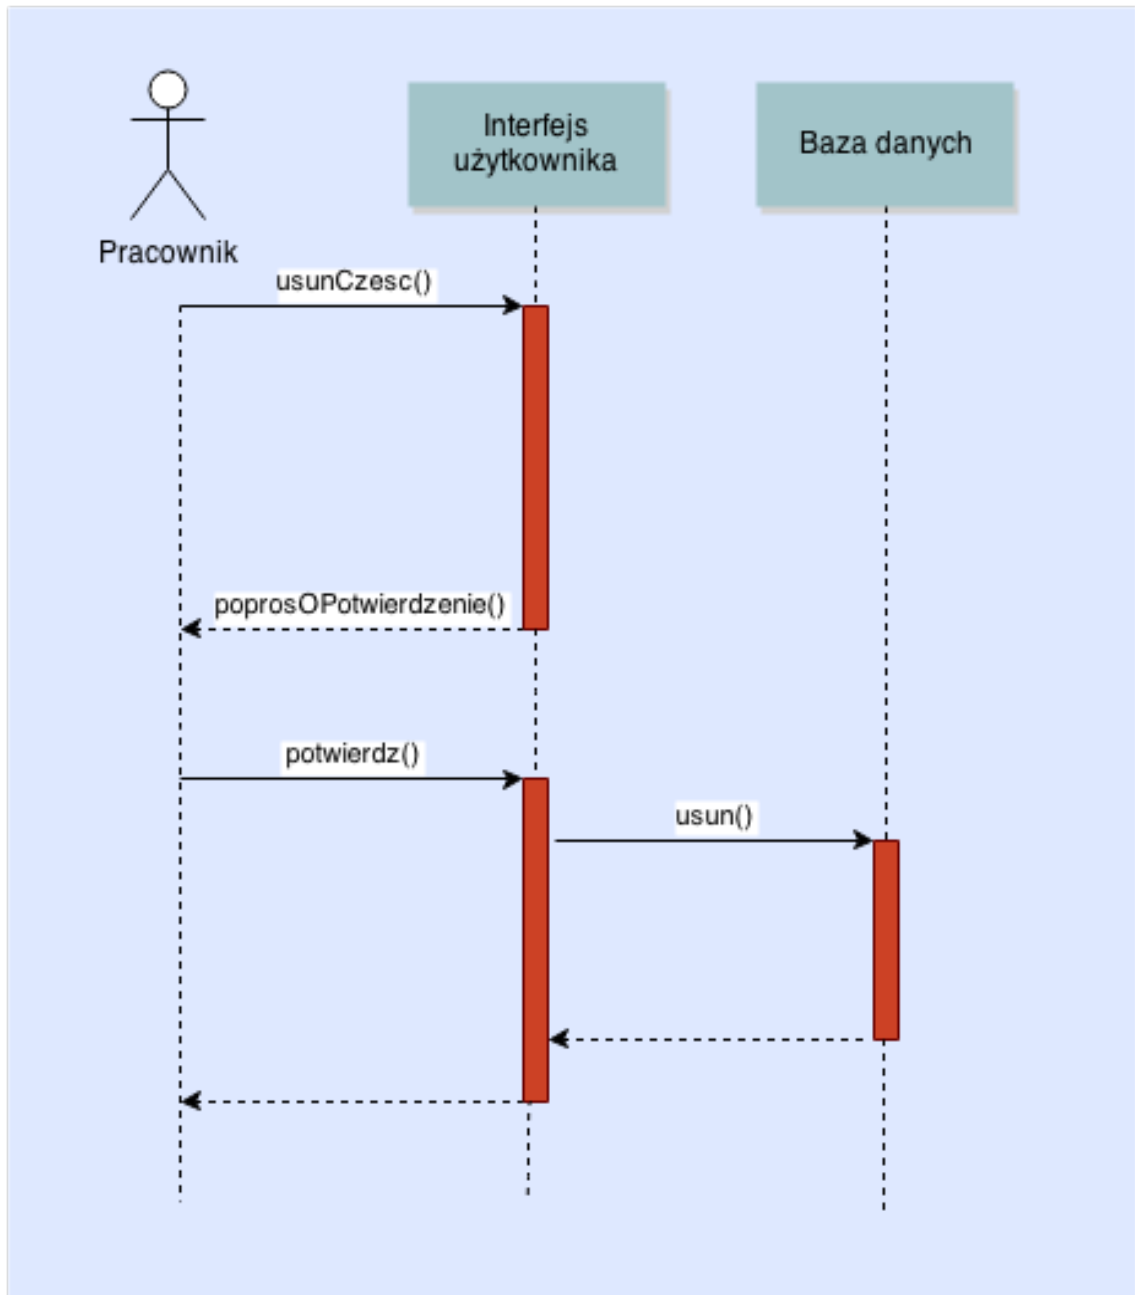 Interfejs
użytkownika
Baza danych
Pracownik
usunCzesc()
poprosOPotwierdzenie()
potwierdz()
usun()